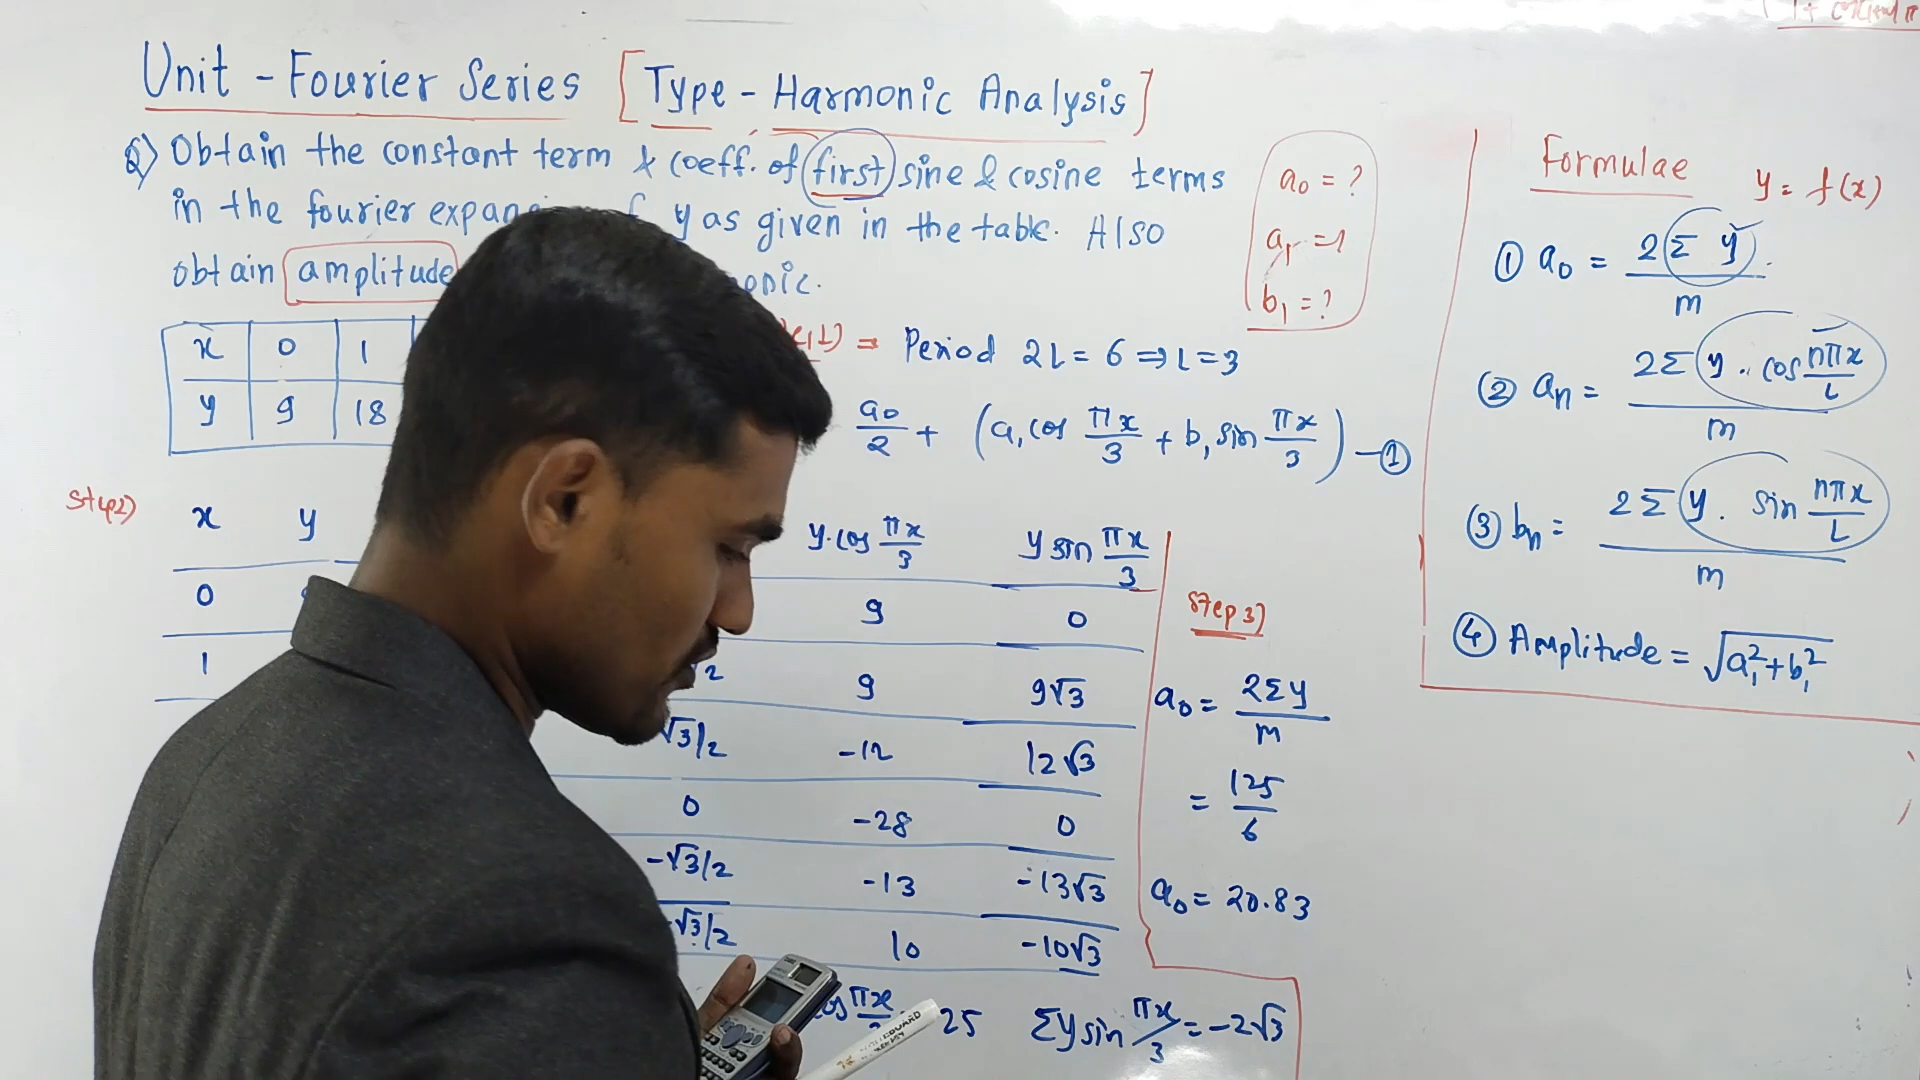 Unit - Fourier Series [Type - Harmonic Analysis]
Q) Obtain the constant term & coeff. of first sine & cosine terms
in the fourier y as given in the table. Also
obtain amplitude
x 0 1
y 9 18
= Period 2L = 6 ⇒ L = 3
a0/2 + (a1 cos πx/3 + b1 sin πx/3) —①
a0 = ?
a1 = ?
b1 = ?
Step2)
x y y·cos πx/3 y sin πx/3
0 9 0
1 9 9√3
√3/2 -12 12√3
0 -28 0
-√3/2 -13 -13√3
-√3/2 10 -10√3
πx 25 Σy sin πx/3 = -2√3
Step 3)
a0 = 2Σy/m
= 125/6
a0 = 20.83
Formulae y = f(x)
① a0 = 2(Σ y)/m
② an = 2Σ(y · cos nπx/L)/m
③ bn = 2Σ(y · sin nπx/L)/m
④ Amplitude = √a1²+b1²